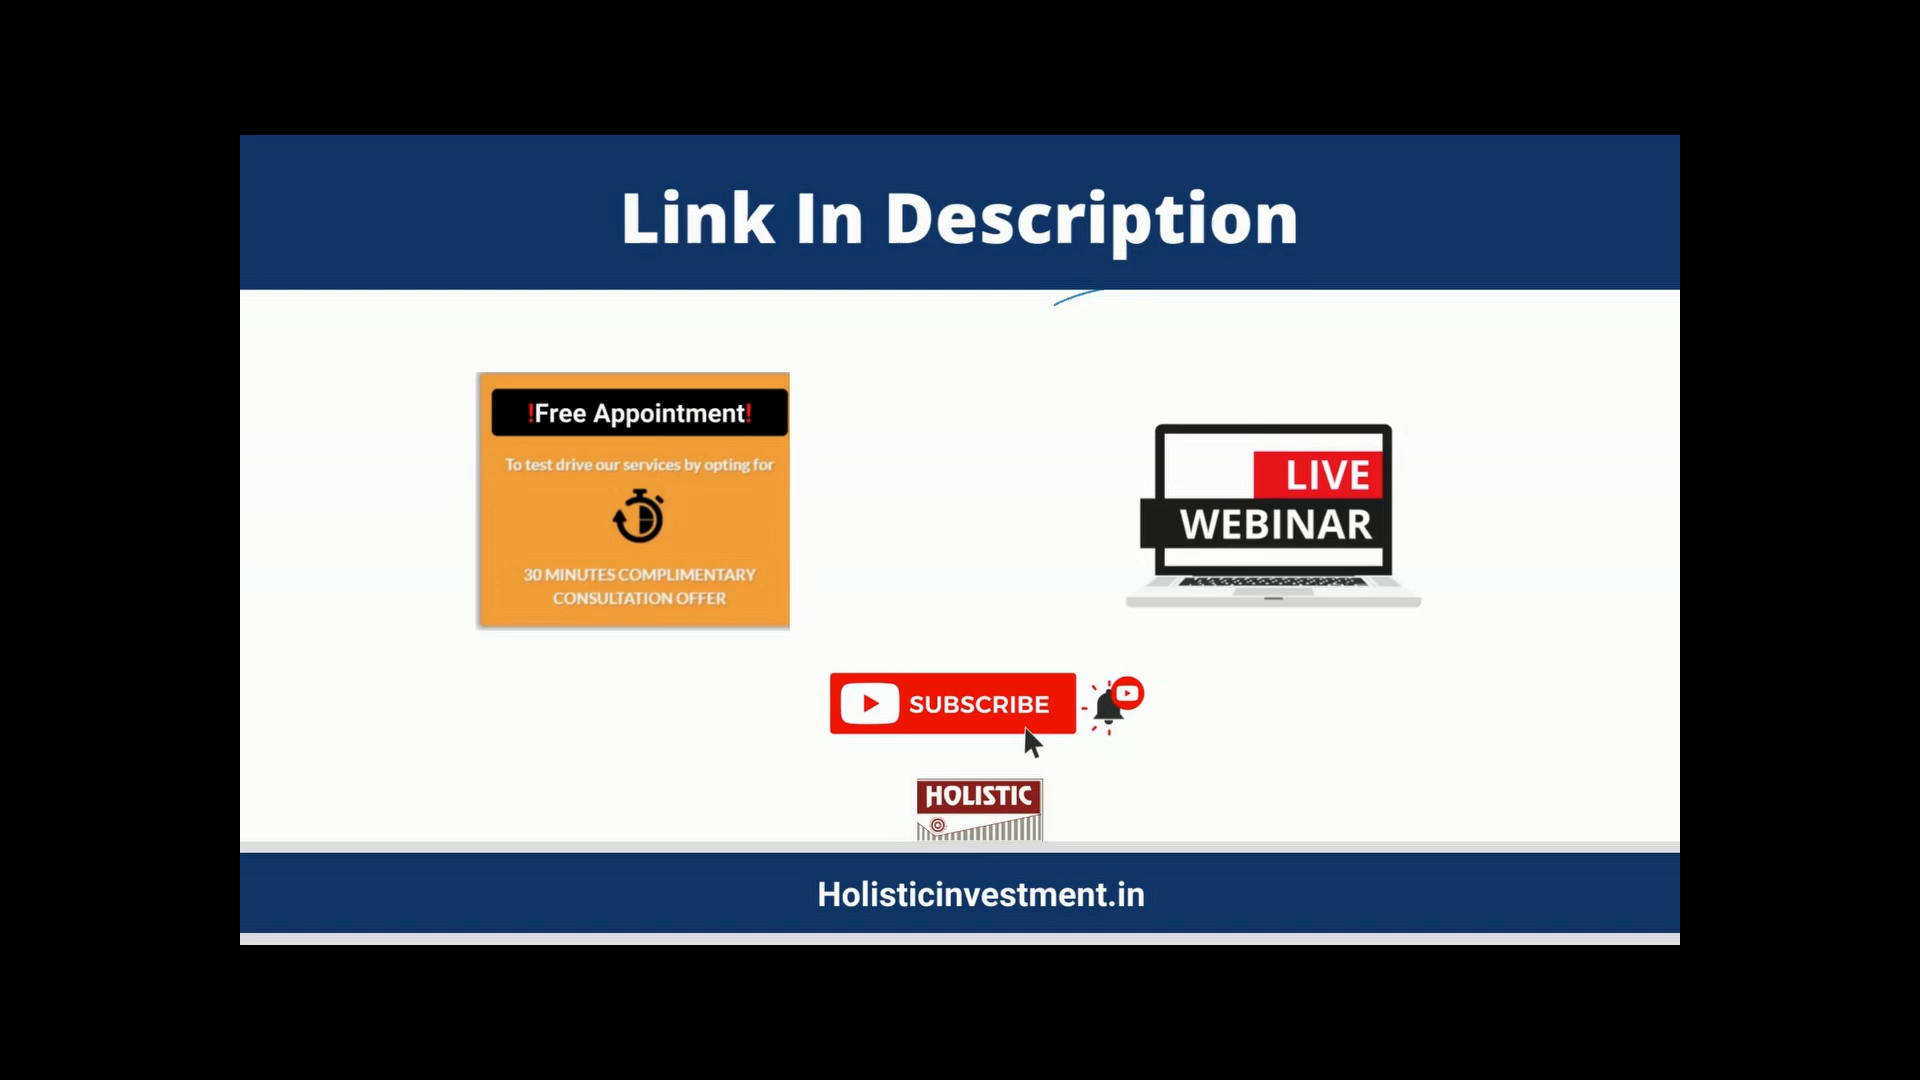 Link In Description
!Free Appointment!
To test drive our services by opting for
30 MINUTES COMPLIMENTARY
CONSULTATION OFFER
LIVE
WEBINAR
SUBSCRIBE
HOLISTIC
Holisticinvestment.in